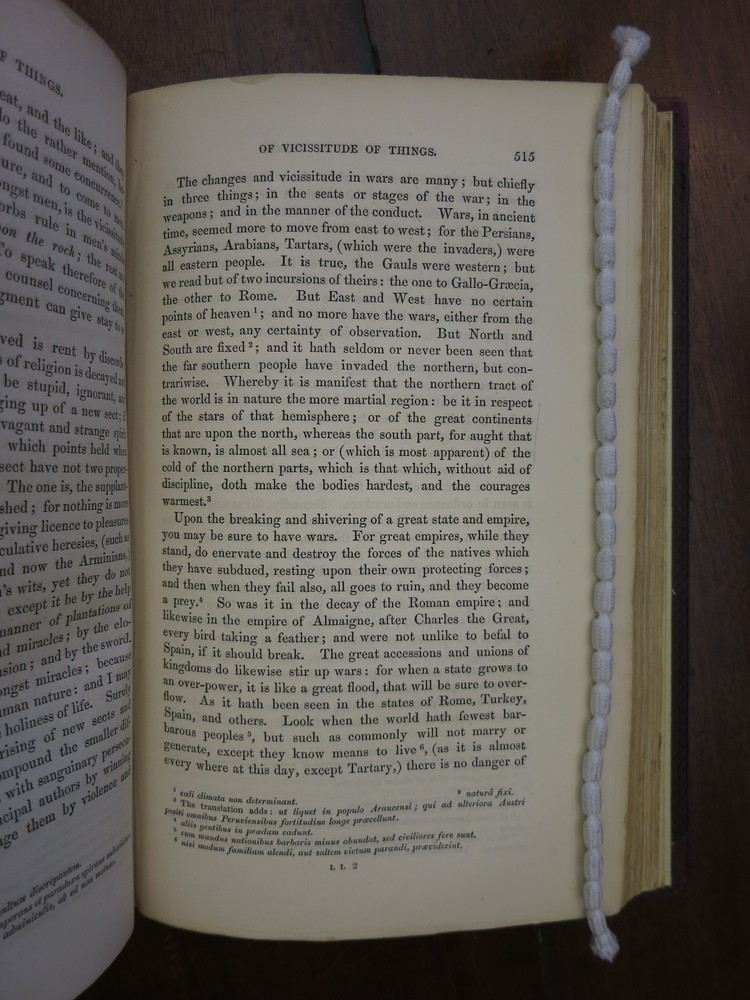 F THINGS.
eat, and the like; and
lo the rather mention,
found some concurrence.
ure, and to come to men
ongst men, is the vicissitude
orbs rule in men's minds
pon the rock; the rest are
To speak therefore of the
counsel concerning them,
gment can give stay to
ved is rent by discords
s of religion is decayed and
be stupid, ignorant, and
ging up of a new sect; if
vagant and strange spirit
which points held when
sect have not two proper-
The one is, the supplant-
shed; for nothing is more
giving licence to pleasures
culative heresies, (such as
nd now the Arminians,)
n's wits, yet they do not
except it be by the help
manner of plantations of
nd miracles; by the elo-
asion; and by the sword.
ongst miracles; because
uman nature: and I may
holiness of life. Surely
rising of new sects and
mpound the smaller dif-
with sanguinary persecu-
ncipal authors by winning
age them by violence and
discrepantem.
adminiculis, ab ea non
OF VICISSITUDE OF THINGS. 515
The changes and vicissitude in wars are many; but chiefly
in three things; in the seats or stages of the war; in the
weapons; and in the manner of the conduct. Wars, in ancient
time, seemed more to move from east to west; for the Persians,
Assyrians, Arabians, Tartars, (which were the invaders,) were
all eastern people. It is true, the Gauls were western; but
we read but of two incursions of theirs: the one to Gallo-Græcia,
the other to Rome. But East and West have no certain
points of heaven ¹; and no more have the wars, either from the
east or west, any certainty of observation. But North and
South are fixed ²; and it hath seldom or never been seen that
the far southern people have invaded the northern, but con-
trariwise. Whereby it is manifest that the northern tract of
the world is in nature the more martial region: be it in respect
of the stars of that hemisphere; or of the great continents
that are upon the north, whereas the south part, for aught that
is known, is almost all sea; or (which is most apparent) of the
cold of the northern parts, which is that which, without aid of
discipline, doth make the bodies hardest, and the courages
warmest.³
Upon the breaking and shivering of a great state and empire,
you may be sure to have wars. For great empires, while they
stand, do enervate and destroy the forces of the natives which
they have subdued, resting upon their own protecting forces;
and then when they fail also, all goes to ruin, and they become
a prey.⁴ So was it in the decay of the Roman empire; and
likewise in the empire of Almaigne, after Charles the Great,
every bird taking a feather; and were not unlike to befal to
Spain, if it should break. The great accessions and unions of
kingdoms do likewise stir up wars: for when a state grows to
an over-power, it is like a great flood, that will be sure to over-
flow. As it hath been seen in the states of Rome, Turkey,
Spain, and others. Look when the world hath fewest bar-
barous peoples ⁵, but such as commonly will not marry or
generate, except they know means to live ⁶, (as it is almost
every where at this day, except Tartary,) there is no danger of
¹ cœli climata non determinant. ² naturâ fixi.
³ The translation adds: ut liquet in populo Araucensi; qui ad ulteriora Austri
positi omnibus Peruviensibus fortitudine longe præcellunt.
⁴ aliis gentibus in prædam cadunt.
⁵ cum mundus nationibus barbaris minus abundat, sed civiliores fere sunt.
⁶ nisi modum familiam alendi, aut saltem victum parandi, præviderint.
L L 2